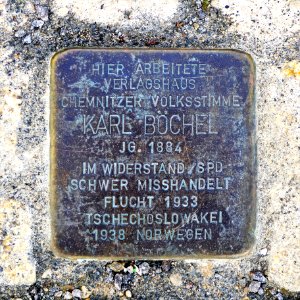 HIER ARBEITETE
VERLAGSHAUS
CHEMNITZER VOLKSSTIMME
KARL BÖCHEL
JG. 1884
IM WIDERSTAND/SPD
SCHWER MISSHANDELT
FLUCHT 1933
TSCHECHOSLOWAKEI
1938 NORWEGEN